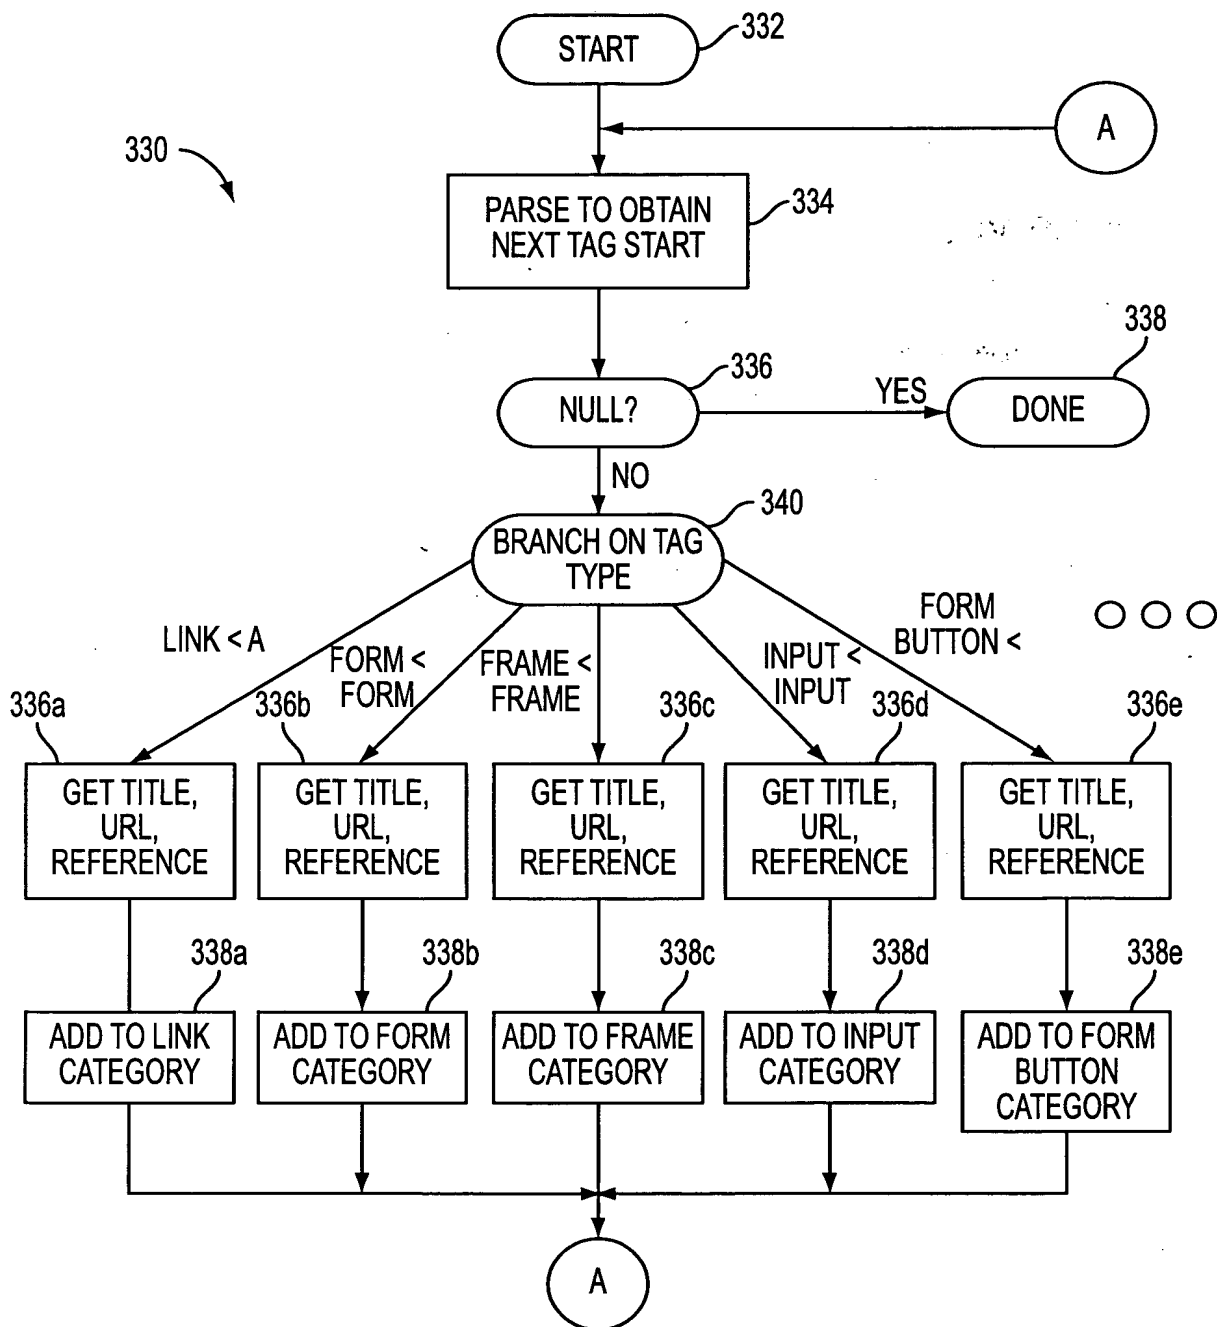 332
START
A
330
334
PARSE TO OBTAIN
NEXT TAG START
338
336
NULL?
YES
DONE
NO
340
BRANCH ON TAG
TYPE
LINK < A
FORM <
FORM
FRAME <
FRAME
INPUT <
INPUT
FORM
BUTTON <
336a
336b
336c
336d
336e
GET TITLE,
URL,
REFERENCE
GET TITLE,
URL,
REFERENCE
GET TITLE,
URL,
REFERENCE
GET TITLE,
URL,
REFERENCE
GET TITLE,
URL,
REFERENCE
338a
338b
338c
338d
338e
ADD TO LINK
CATEGORY
ADD TO FORM
CATEGORY
ADD TO FRAME
CATEGORY
ADD TO INPUT
CATEGORY
ADD TO FORM
BUTTON
CATEGORY
A